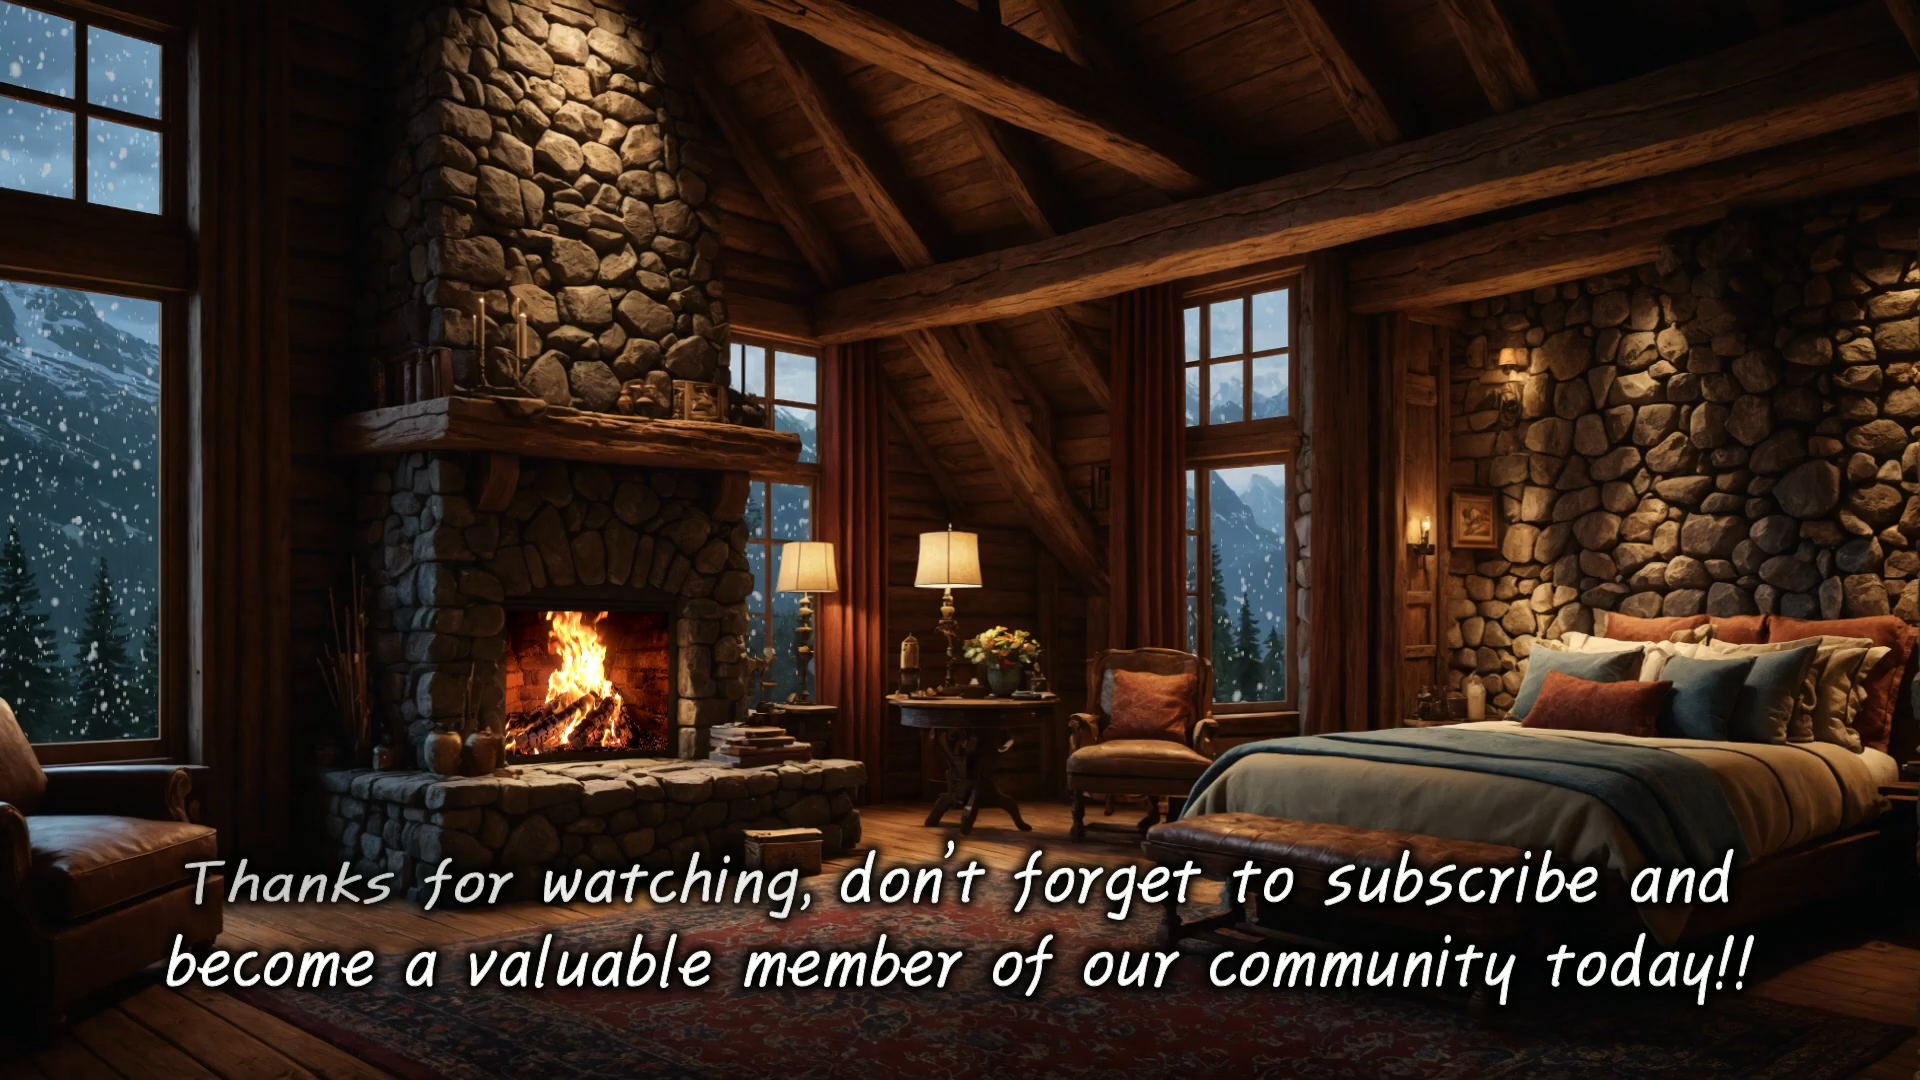 Thanks for watching, don't forget to subscribe and
become a valuable member of our community today!!